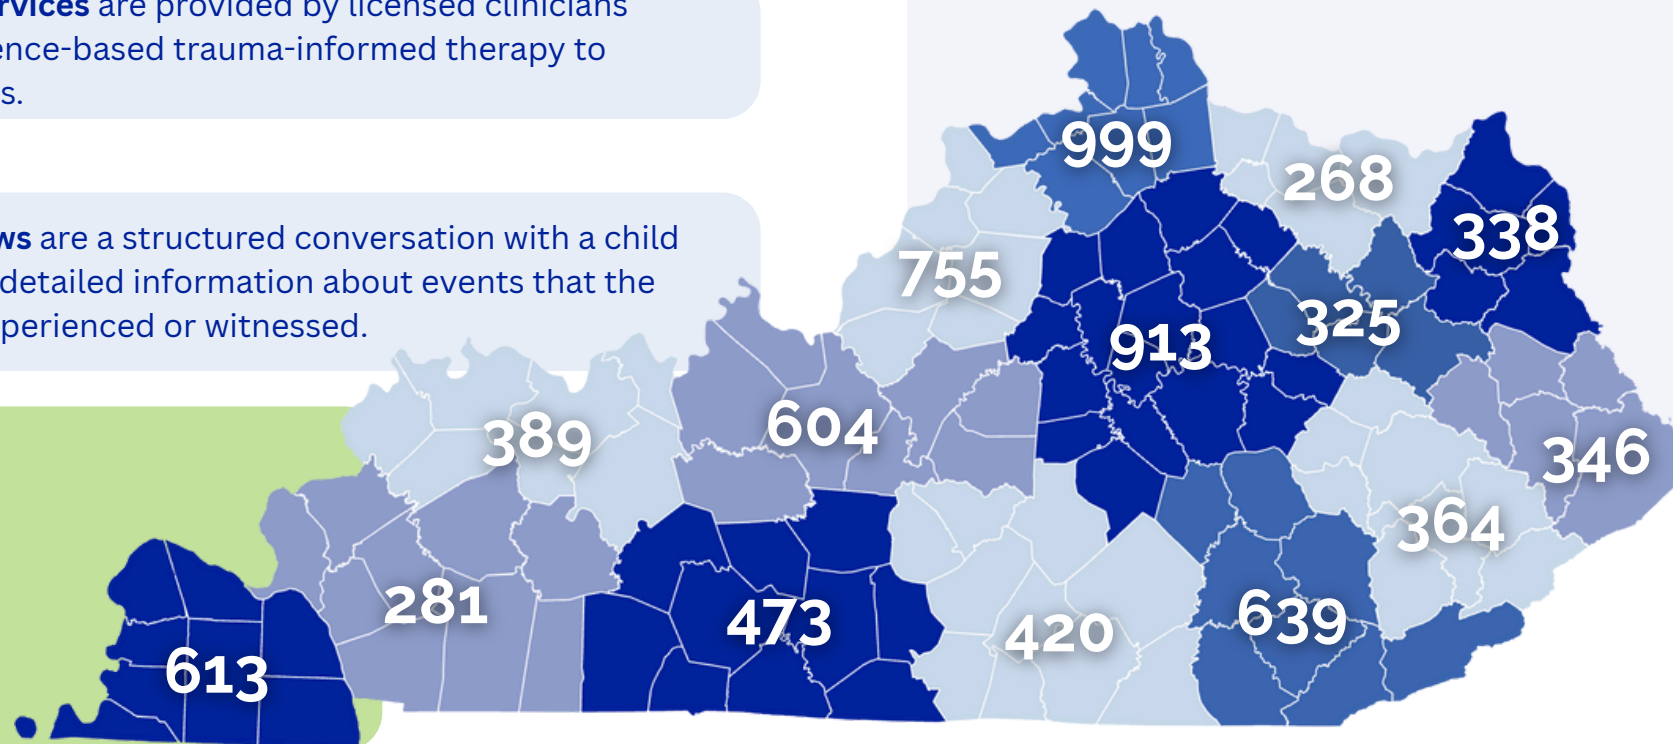 rvices are provided by licensed clinicians
ence-based trauma-informed therapy to
s.
ws are a structured conversation with a child
detailed information about events that the
perienced or witnessed.
999
268
338
755
325
913
389
604
346
364
281
473
420
639
613